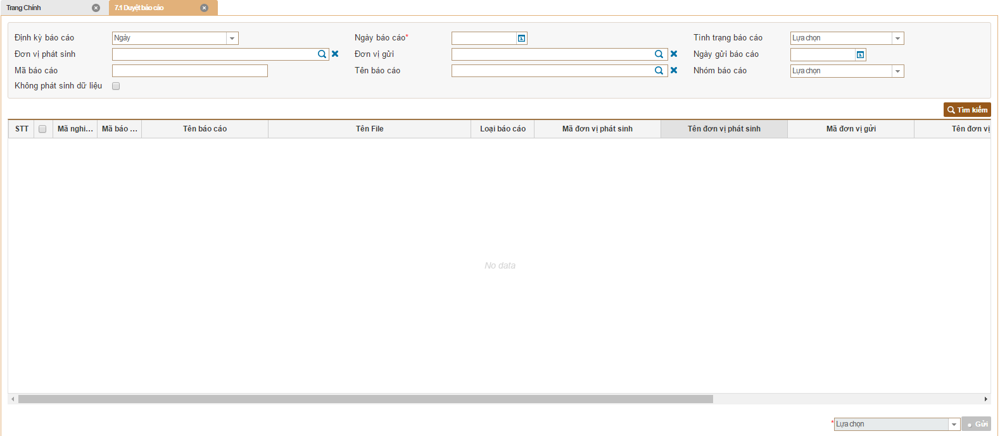 Trang Chính 7.1 Duyệt báo cáo
Định kỳ báo cáo Ngày Ngày báo cáo* Tình trạng báo cáo Lựa chọn
Đơn vị phát sinh Đơn vị gửi Ngày gửi báo cáo
Mã báo cáo Tên báo cáo Nhóm báo cáo Lựa chọn
Không phát sinh dữ liệu
Tìm kiếm
STT Mã nghi... Mã báo ... Tên báo cáo Tên File Loại báo cáo Mã đơn vị phát sinh Tên đơn vị phát sinh Mã đơn vị gửi Tên đơn vị
No data
* Lựa chọn Gửi